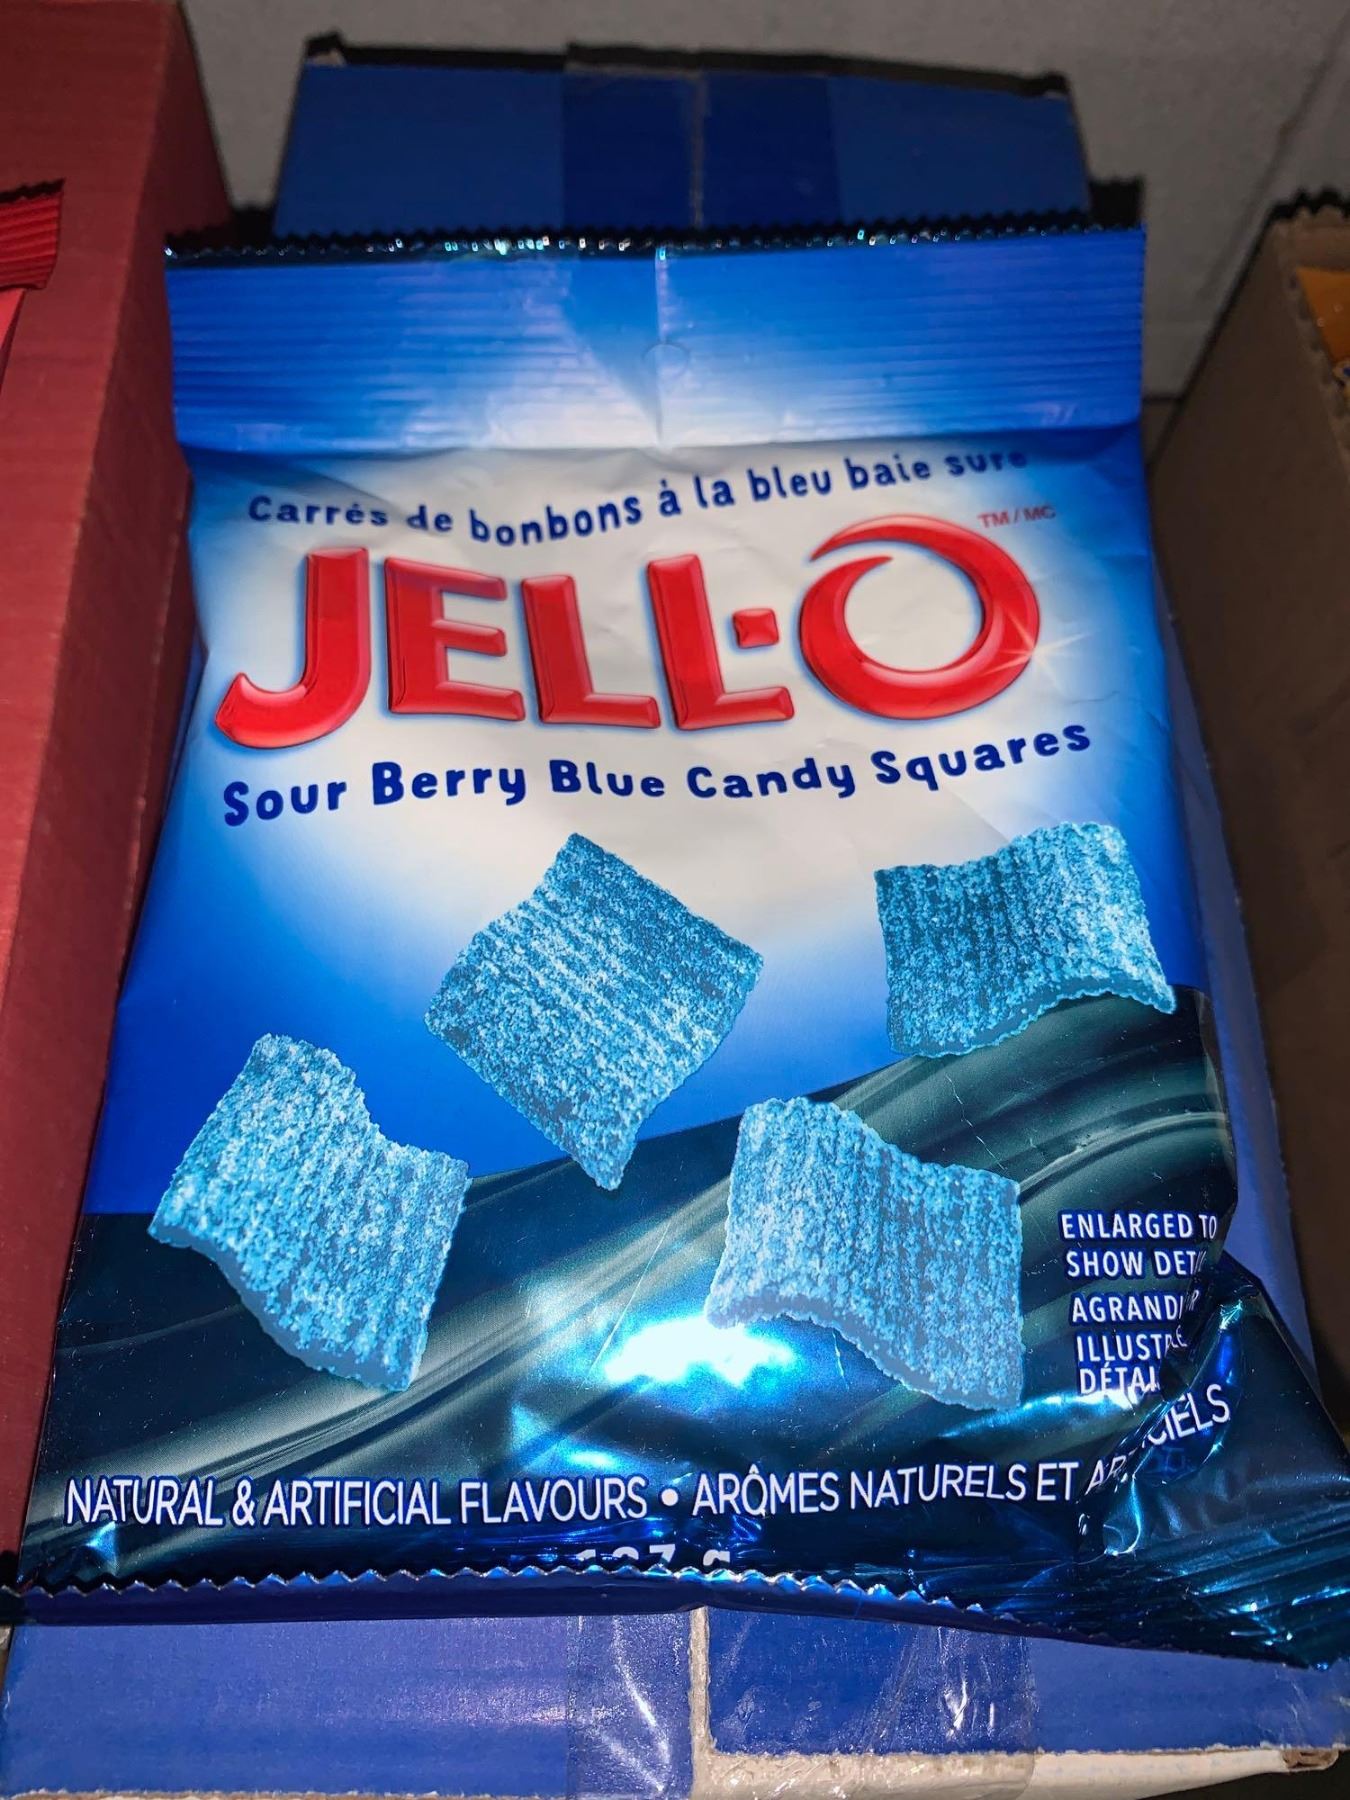 Carrés de bonbons à la bleu baie sure
JELL-O TM/MC
Sour Berry Blue Candy Squares
ENLARGED TO
SHOW
AGRANDI
NATURAL & ARTIFICIAL FLAVOURS • ARÔMES NATURELS ET